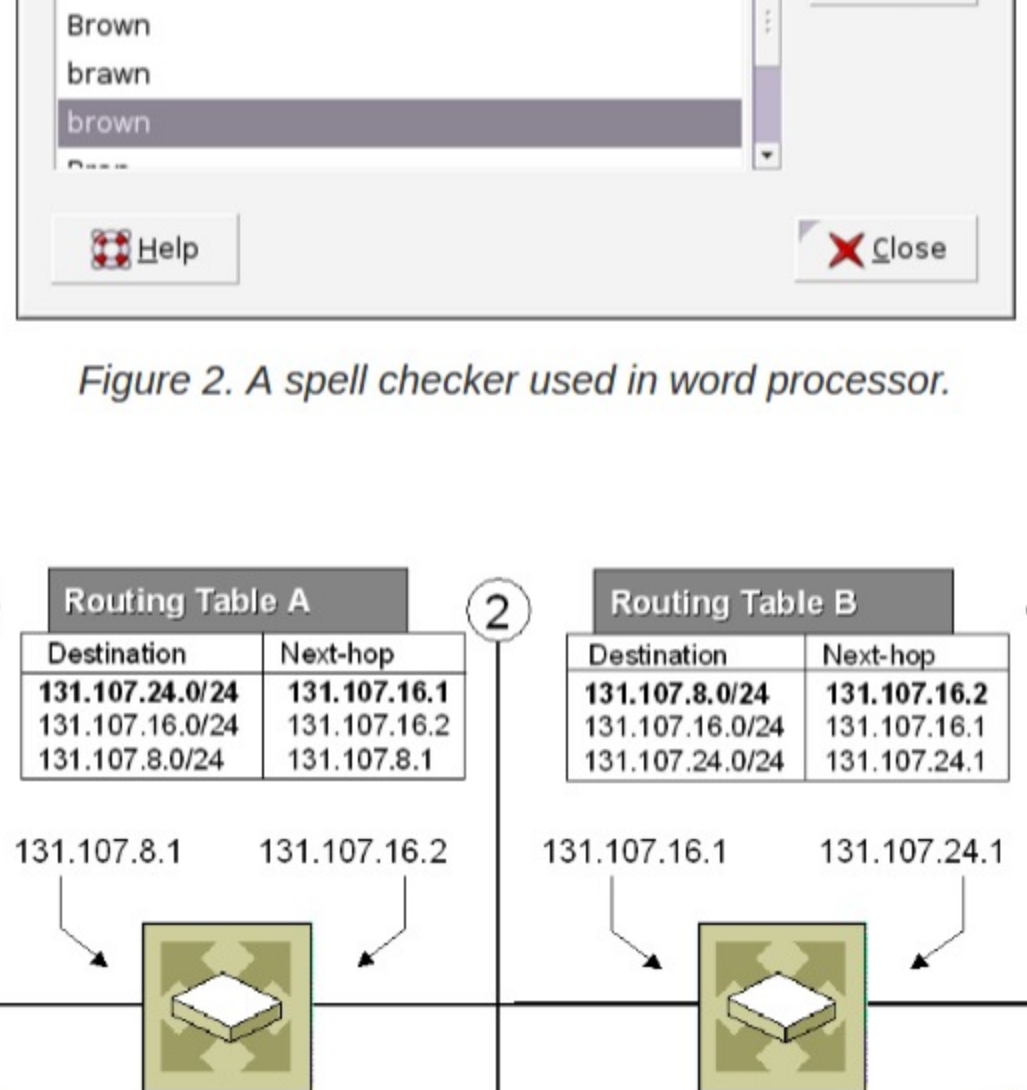 Brown
brawn
brown
Help
Close
Figure 2. A spell checker used in word processor.
Routing Table A
Destination Next-hop
131.107.24.0/24 131.107.16.1
131.107.16.0/24 131.107.16.2
131.107.8.0/24 131.107.8.1
2
Routing Table B
Destination Next-hop
131.107.8.0/24 131.107.16.2
131.107.16.0/24 131.107.16.1
131.107.24.0/24 131.107.24.1
131.107.8.1 131.107.16.2
131.107.16.1 131.107.24.1